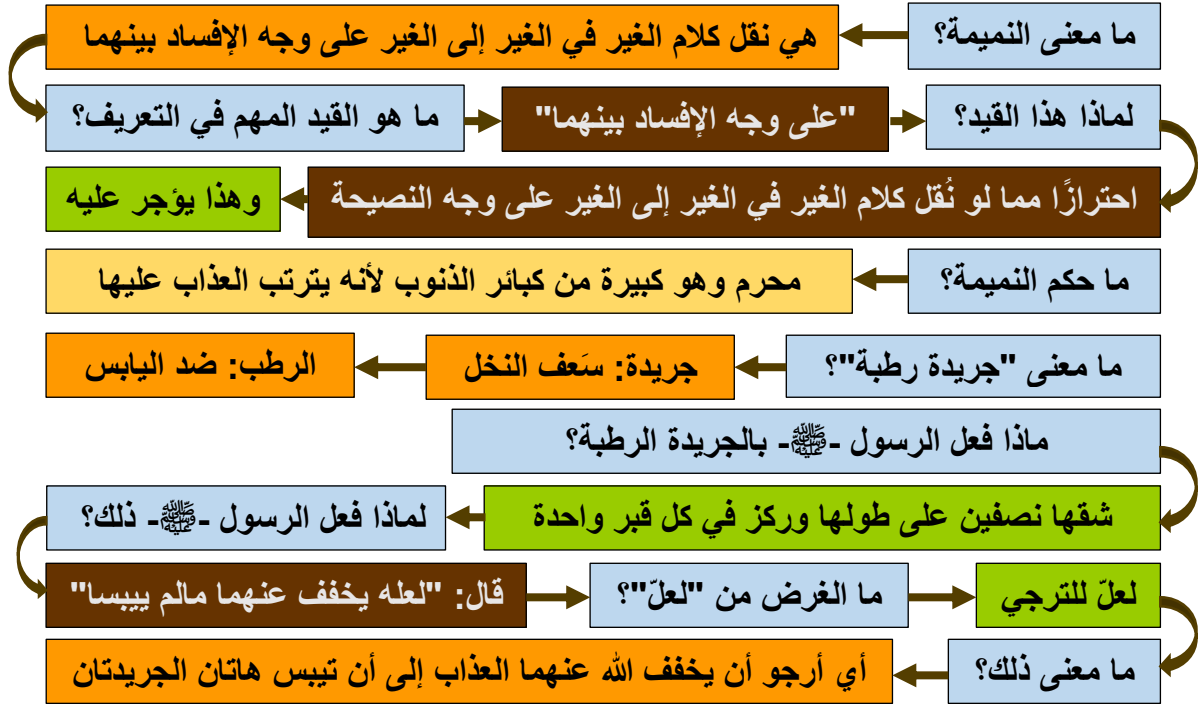 ما معنى النميمة؟
هي نقل كلام الغير في الغير إلى الغير على وجه الإفساد بينهما
ما هو القيد المهم في التعريف؟
"على وجه الإفساد بينهما"
لماذا هذا القيد؟
احترازًا مما لو نُقل كلام الغير في الغير إلى الغير على وجه النصيحة
وهذا يؤجر عليه
ما حكم النميمة؟
محرم وهو كبيرة من كبائر الذنوب لأنه يترتب العذاب عليها
ما معنى "جريدة رطبة"؟
جريدة: سَعف النخل
الرطب: ضد اليابس
ماذا فعل الرسول -ﷺ- بالجريدة الرطبة؟
شقها نصفين على طولها وركز في كل قبر واحدة
لماذا فعل الرسول -ﷺ- ذلك؟
قال: "لعله يخفف عنهما مالم ييبسا"
ما الغرض من "لعلّ"؟
لعلّ للترجي
ما معنى ذلك؟
أي أرجو أن يخفف الله عنهما العذاب إلى أن تيبس هاتان الجريدتان